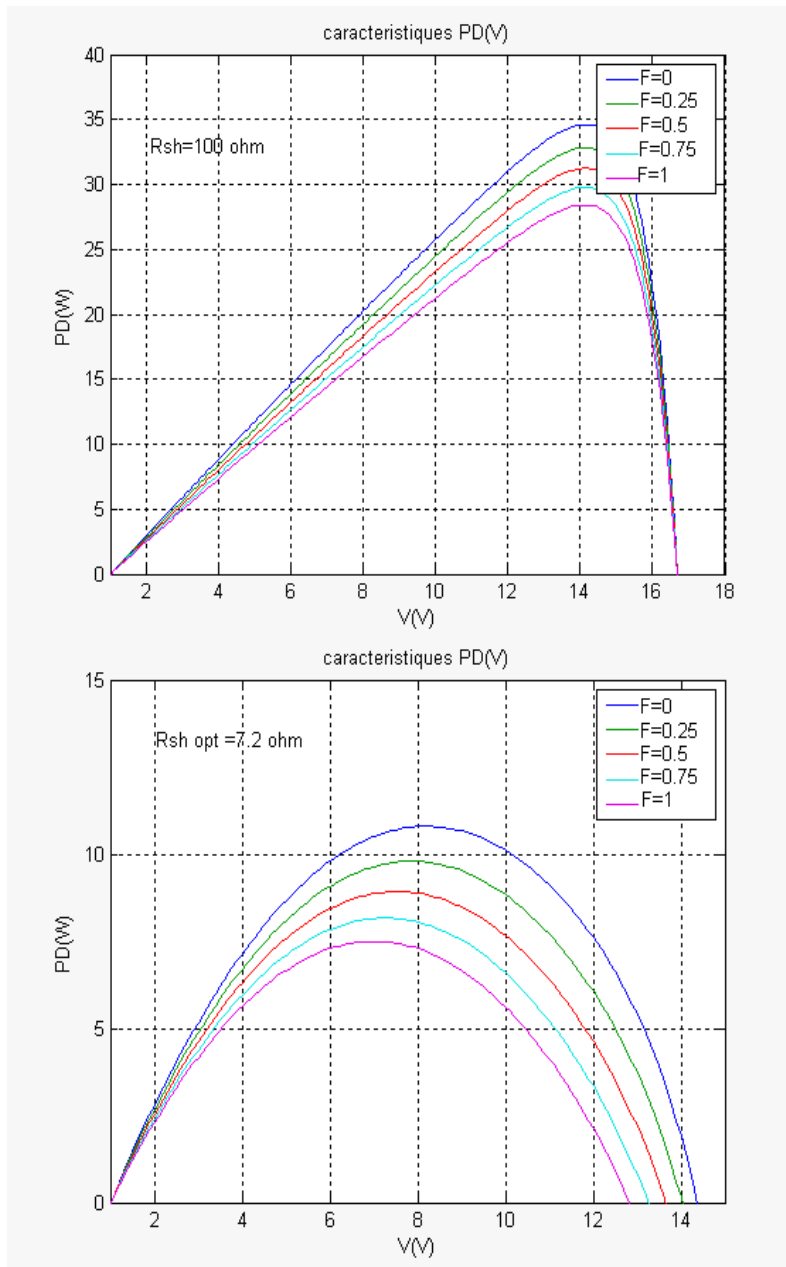 caracteristiques PD(V)
40
35
30
25
20
15
10
5
0
PD(W)
Rsh=100 ohm
F=0
F=0.25
F=0.5
F=0.75
F=1
2 4 6 8 10 12 14 16 18
V(V)
caracteristiques PD(V)
15
10
5
0
PD(W)
Rsh opt =7.2 ohm
F=0
F=0.25
F=0.5
F=0.75
F=1
2 4 6 8 10 12 14
V(V)